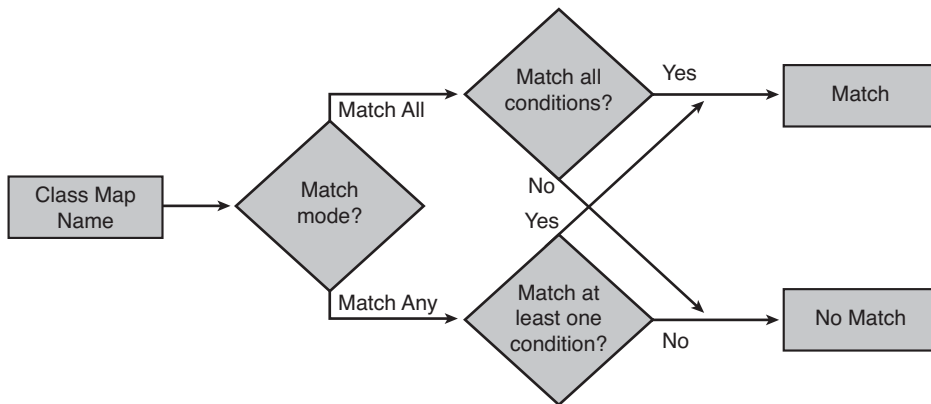 Class Map
Name
Match
mode?
Match All
Match Any
Match all
conditions?
Yes
No
Match
Yes
Match at
least one
condition?
No
No Match